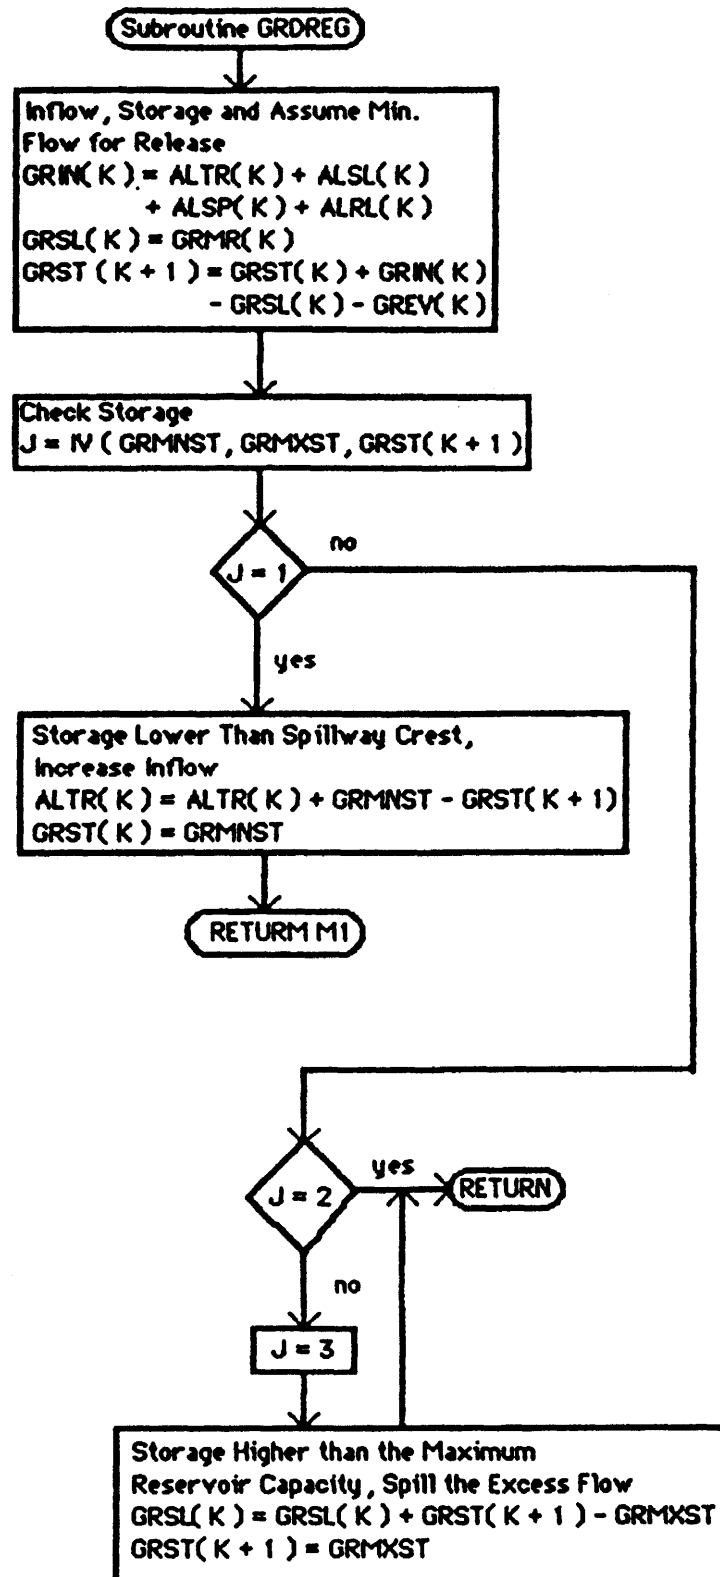 Subroutine GRDREG
Inflow, Storage and Assume Min.
Flow for Release
GRIN( K ) = ALTR( K ) + ALSL( K )
+ ALSP( K ) + ALRL( K )
GRSL( K ) = GRMR( K )
GRST ( K + 1 ) = GRST( K ) + GRIN( K )
- GRSL( K ) - GREV( K )
Check Storage
J = IV ( GRMNST, GRMXST, GRST( K + 1 )
J = 1
no
yes
Storage Lower Than Spillway Crest,
Increase Inflow
ALTR( K ) = ALTR( K ) + GRMNST - GRST( K + 1 )
GRST( K ) = GRMNST
RETURM M1
J = 2
yes
RETURN
no
J = 3
Storage Higher than the Maximum
Reservoir Capacity, Spill the Excess Flow
GRSL( K ) = GRSL( K ) + GRST( K + 1 ) - GRMXST
GRST( K + 1 ) = GRMXST